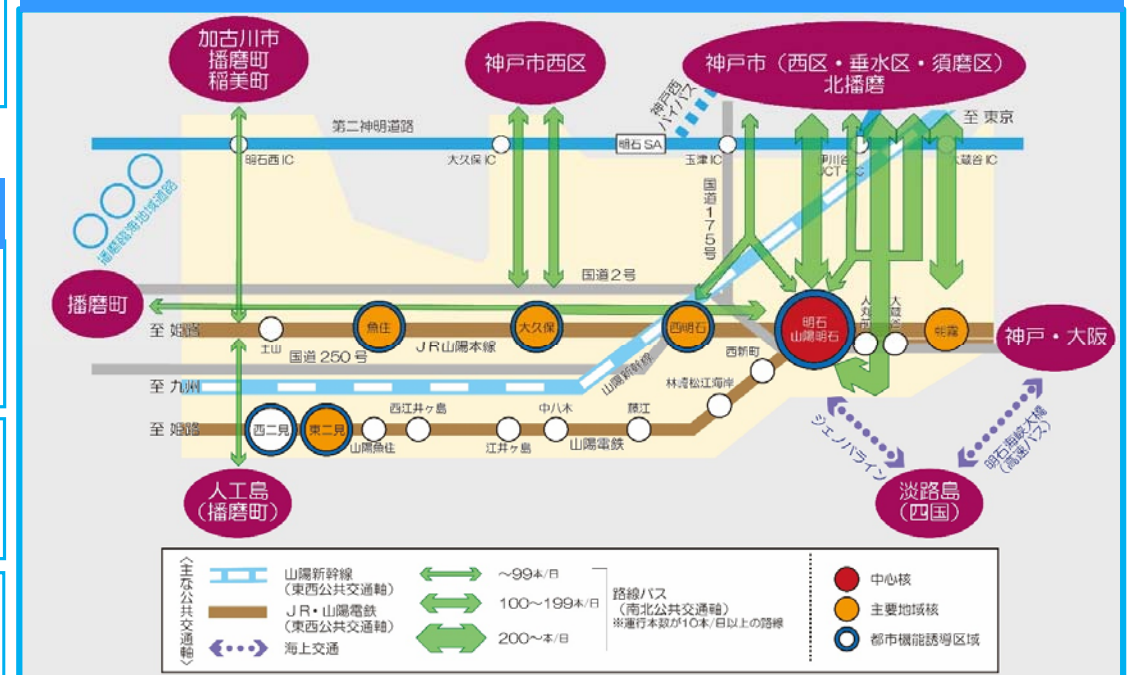 加古川市
播磨町
稲美町
神戸市西区
神戸市（西区・垂水区・須磨区）
北播磨
神戸西
バイパス
至 東京
第二神明道路
明石 SA
明石西 IC
大久保 IC
玉津 IC
伊川谷
JCT・IC
大蔵谷 IC
播磨臨海地域道路
国道175号
国道2号
播磨町
至 姫路
土山
魚住
大久保
西明石
明石
山陽明石
朝霧
神戸・大阪
国道 250 号
JR山陽本線
山陽新幹線
西新町
至 九州
林崎松江海岸
至 姫路
西二見
東二見
山陽魚住
西江井ヶ島
江井ヶ島
中八木
藤江
山陽電鉄
ジェノバライン
明石海峡大橋
（高速バス）
人工島
（播磨町）
淡路島
（四国）
〈主な公共交通軸〉
山陽新幹線
（東西公共交通軸）
JR・山陽電鉄
（東西公共交通軸）
海上交通
～99本/日
100～199本/日
200～本/日
路線バス
（南北公共交通軸）
※運行本数が10本/日以上の路線
中心核
主要地域核
都市機能誘導区域